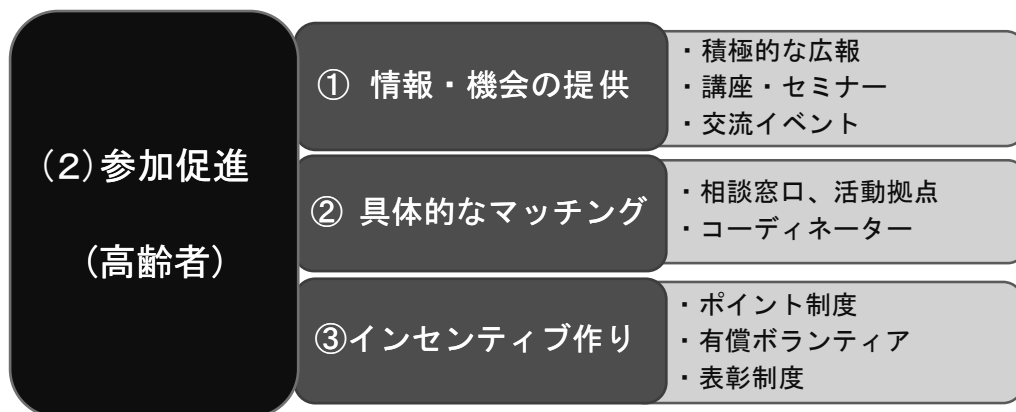 (2)参加促進
(高齢者)
① 情報・機会の提供
・積極的な広報
・講座・セミナー
・交流イベント
② 具体的なマッチング
・相談窓口、活動拠点
・コーディネーター
③インセンティブ作り
・ポイント制度
・有償ボランティア
・表彰制度